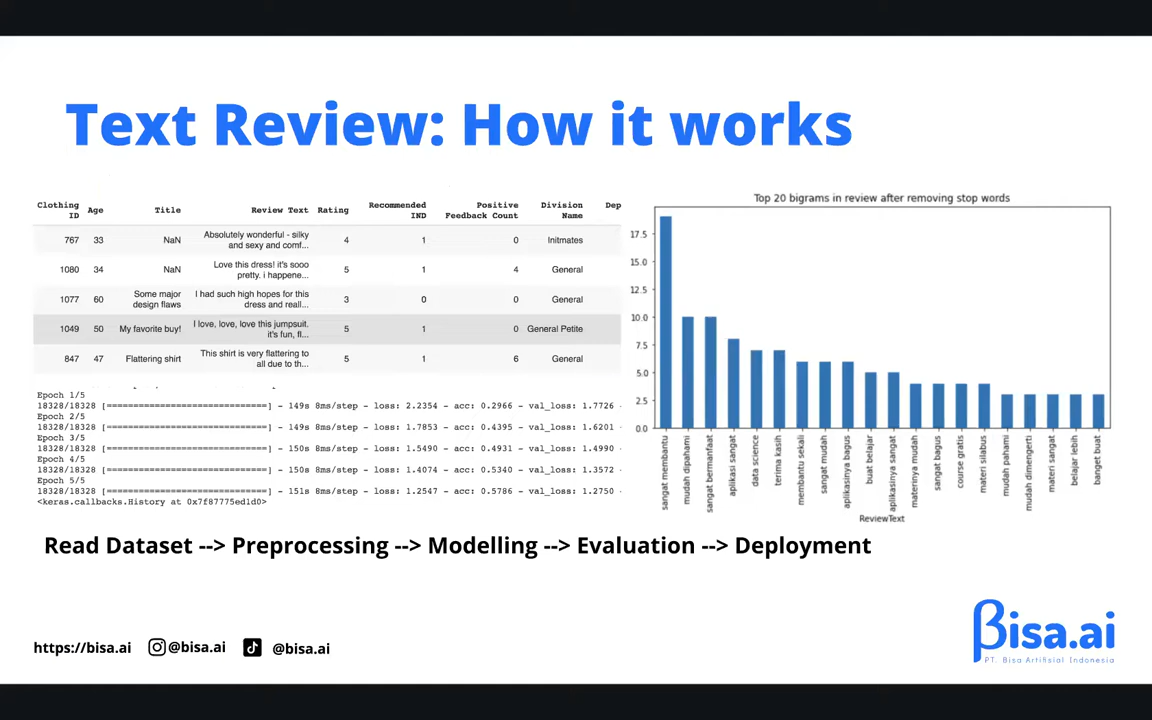 Text Review: How it works
Clothing ID Age Title Review Text Rating Recommended IND Positive Feedback Count Division Name Dep
767 33 NaN Absolutely wonderful - silky and sexy and comf... 4 1 0 Initmates
1080 34 NaN Love this dress! it's sooo pretty. i happene... 5 1 4 General
1077 60 Some major design flaws I had such high hopes for this dress and reall... 3 0 0 General
1049 50 My favorite buy! I love, love, love this jumpsuit. it's fun, fl... 5 1 0 General Petite
847 47 Flattering shirt This shirt is very flattering to all due to th... 5 1 6 General
Epoch 1/5
18328/18328 [==============================] - 149s 8ms/step - loss: 2.2354 - acc: 0.2966 - val_loss: 1.7726 -
Epoch 2/5
18328/18328 [==============================] - 149s 8ms/step - loss: 1.7853 - acc: 0.4395 - val_loss: 1.6201 -
Epoch 3/5
18328/18328 [==============================] - 150s 8ms/step - loss: 1.5490 - acc: 0.4931 - val_loss: 1.4990
Epoch 4/5
18328/18328 [==============================] - 150s 8ms/step - loss: 1.4074 - acc: 0.5340 - val_loss: 1.3572 -
Epoch 5/5
18328/18328 [==============================] - 151s 8ms/step - loss: 1.2547 - acc: 0.5786 - val_loss: 1.2750 -
<keras.callbacks.History at 0x7f87775ed1d0>
Top 20 bigrams in review after removing stop words
17.5
15.0
12.5
10.0
7.5
5.0
2.5
0.0
sangat membantu
mudah dipahami
sangat bermanfaat
aplikasi sangat
data science
terima kasih
membantu sekali
sangat mudah
aplikasinya bagus
buat belajar
aplikasinya sangat
materinya mudah
sangat bagus
course gratis
materi silabus
mudah pahami
mudah dimengerti
materi sangat
belajar lebih
banget buat
ReviewText
Read Dataset --> Preprocessing --> Modelling --> Evaluation --> Deployment
https://bisa.ai @bisa.ai @bisa.ai
Bisa.ai
PT. Bisa Artifisial Indonesia